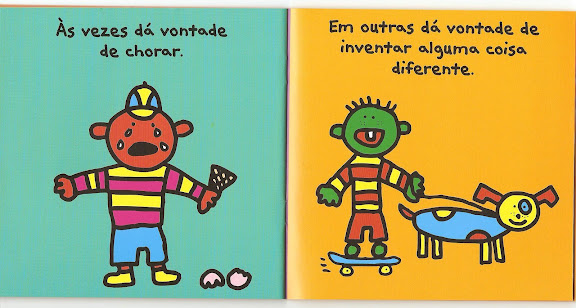 Às vezes dá vontade
de chorar.
Em outras dá vontade de
inventar alguma coisa
diferente.